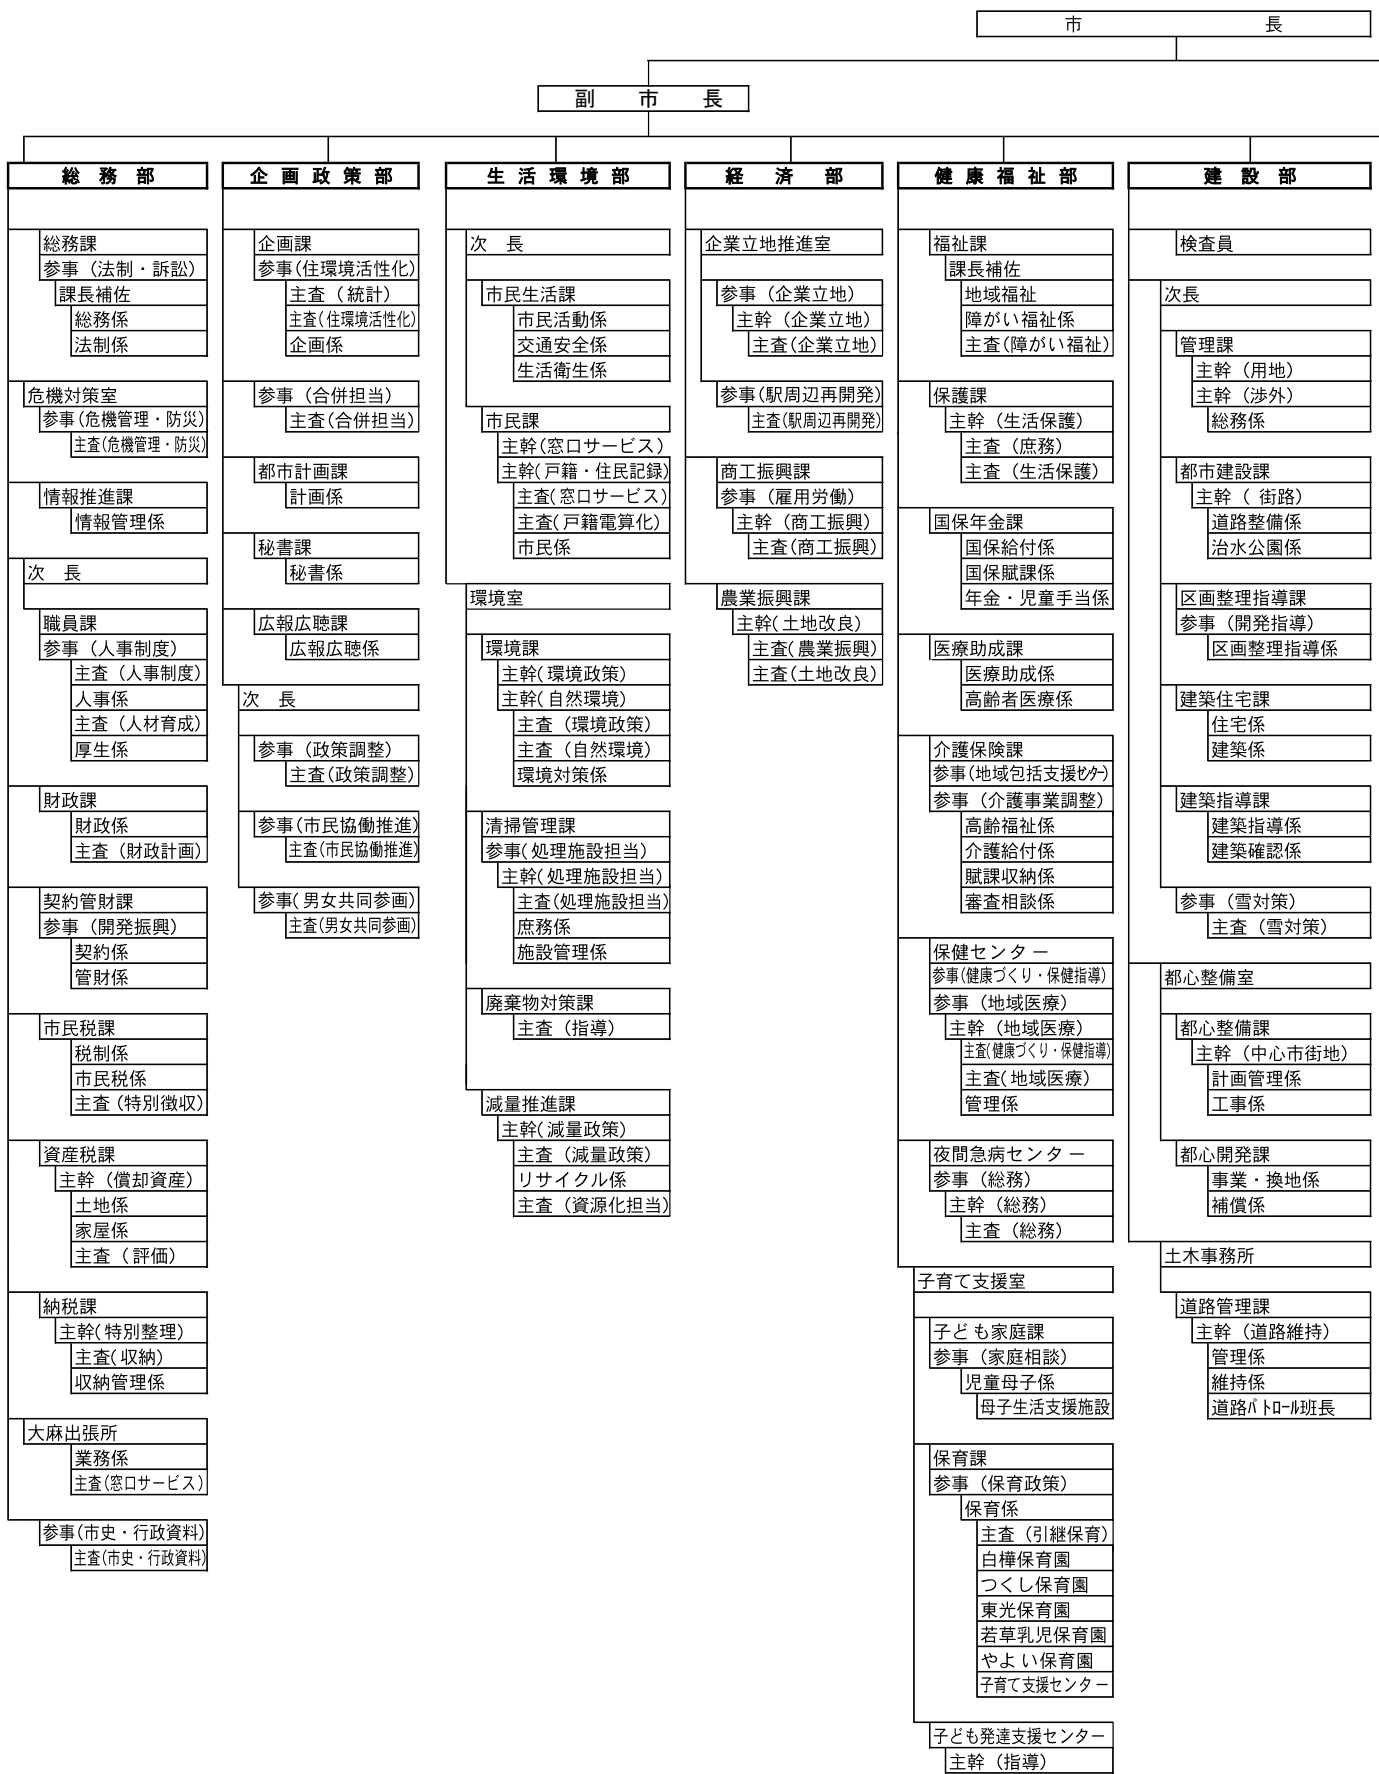 市 長
副 市 長
総 務 部
総務課
参事（法制・訴訟）
課長補佐
総務係
法制係
危機対策室
参事(危機管理・防災)
主査(危機管理・防災)
情報推進課
情報管理係
次 長
職員課
参事（人事制度）
主査（人事制度）
人事係
主査（人材育成）
厚生係
財政課
財政係
主査（財政計画）
契約管財課
参事（開発振興）
契約係
管財係
市民税課
税制係
市民税係
主査（特別徴収）
資産税課
主幹（償却資産）
土地係
家屋係
主査（評価）
納税課
主幹(特別整理)
主査(収納)
収納管理係
大麻出張所
業務係
主査(窓口サービス)
参事(市史・行政資料)
主査(市史・行政資料)
企 画 政 策 部
企画課
参事(住環境活性化)
主査（統計）
主査(住環境活性化)
企画係
参事（合併担当）
主査(合併担当)
都市計画課
計画係
秘書課
秘書係
広報広聴課
広報広聴係
次 長
参事（政策調整）
主査(政策調整)
参事(市民協働推進)
主査(市民協働推進)
参事(男女共同参画)
主査(男女共同参画)
生 活 環 境 部
次 長
市民生活課
市民活動係
交通安全係
生活衛生係
市民課
主幹(窓口サービス)
主幹(戸籍・住民記録)
主査(窓口サービス)
主査(戸籍電算化)
市民係
環境室
環境課
主幹(環境政策)
主幹(自然環境)
主査（環境政策）
主査（自然環境）
環境対策係
清掃管理課
参事(処理施設担当)
主幹(処理施設担当)
主査(処理施設担当)
庶務係
施設管理係
廃棄物対策課
主査（指導）
減量推進課
主幹(減量政策)
主査（減量政策）
リサイクル係
主査（資源化担当）
経 済 部
企業立地推進室
参事（企業立地）
主幹（企業立地）
主査(企業立地)
参事(駅周辺再開発)
主査(駅周辺再開発)
商工振興課
参事（雇用労働）
主幹（商工振興）
主査(商工振興)
農業振興課
主幹(土地改良)
主査(農業振興)
主査(土地改良)
健 康 福 祉 部
福祉課
課長補佐
地域福祉
障がい福祉係
主査(障がい福祉)
保護課
主幹（生活保護）
主査（庶務）
主査（生活保護）
国保年金課
国保給付係
国保賦課係
年金・児童手当係
医療助成課
医療助成係
高齢者医療係
介護保険課
参事(地域包括支援ｾﾝﾀｰ)
参事（介護事業調整）
高齢福祉係
介護給付係
賦課収納係
審査相談係
保健センター
参事(健康づくり・保健指導)
参事（地域医療）
主幹（地域医療）
主査(健康づくり・保健指導)
主査(地域医療)
管理係
夜間急病センター
参事（総務）
主幹（総務）
主査（総務）
子育て支援室
子ども家庭課
参事（家庭相談）
児童母子係
母子生活支援施設
保育課
参事（保育政策）
保育係
主査（引継保育）
白樺保育園
つくし保育園
東光保育園
若草乳児保育園
やよい保育園
子育て支援センター
子ども発達支援センター
主幹（指導）
建 設 部
検査員
次長
管理課
主幹（用地）
主幹（渉外）
総務係
都市建設課
主幹（街路）
道路整備係
治水公園係
区画整理指導課
参事（開発指導）
区画整理指導係
建築住宅課
住宅係
建築係
建築指導課
建築指導係
建築確認係
参事（雪対策）
主査（雪対策）
都心整備室
都心整備課
主幹（中心市街地）
計画管理係
工事係
都心開発課
事業・換地係
補償係
土木事務所
道路管理課
主幹（道路維持）
管理係
維持係
道路ﾊﾟﾄﾛｰﾙ班長